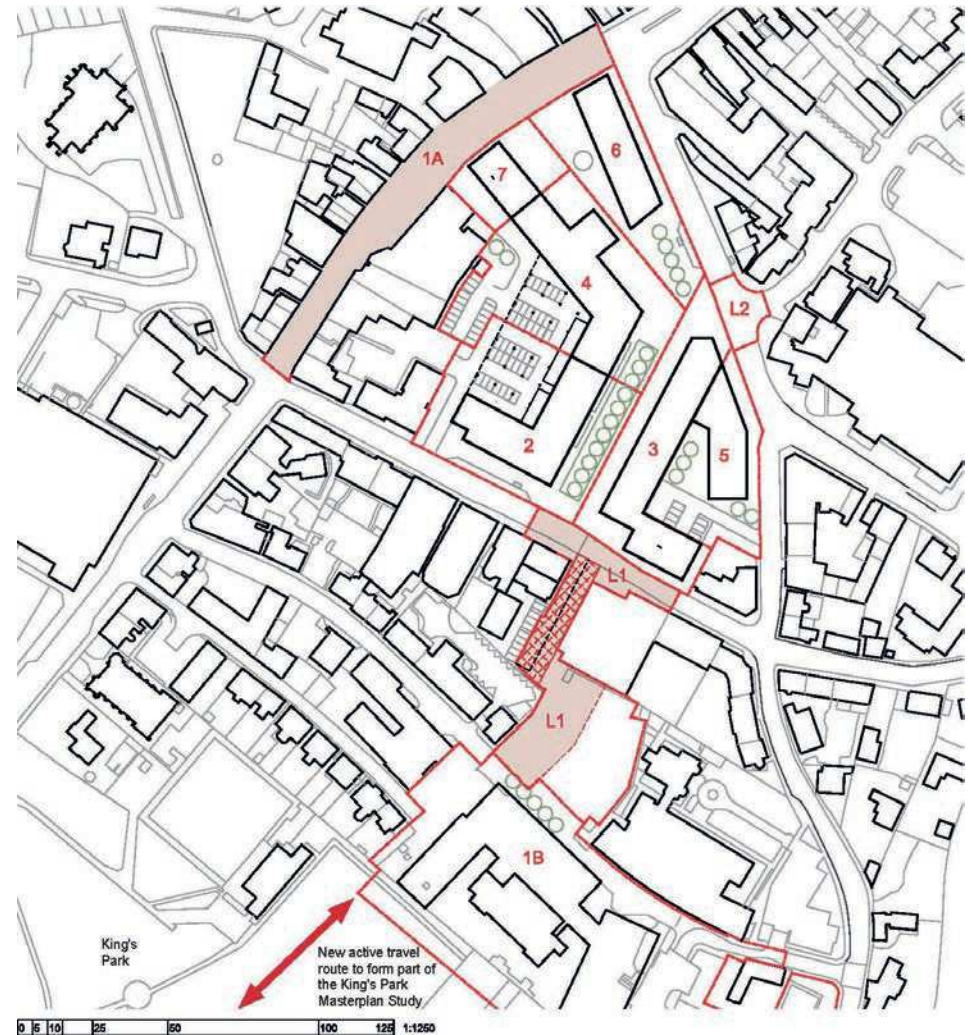 1A
6
7
4
L2
2
3
5
L1
L1
1B
King's
Park
New active travel
route to form part of
the King's Park
Masterplan Study
0 5 10 25 50 100 125 1:1250